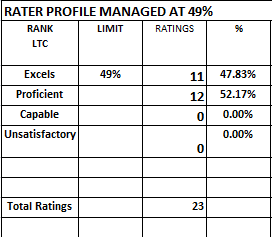 RATER PROFILE MANAGED AT 49%
RANK LIMIT RATINGS %
LTC
Excels 49% 11 47.83%
Proficient 12 52.17%
Capable 0 0.00%
Unsatisfactory 0.00%
0
Total Ratings 23